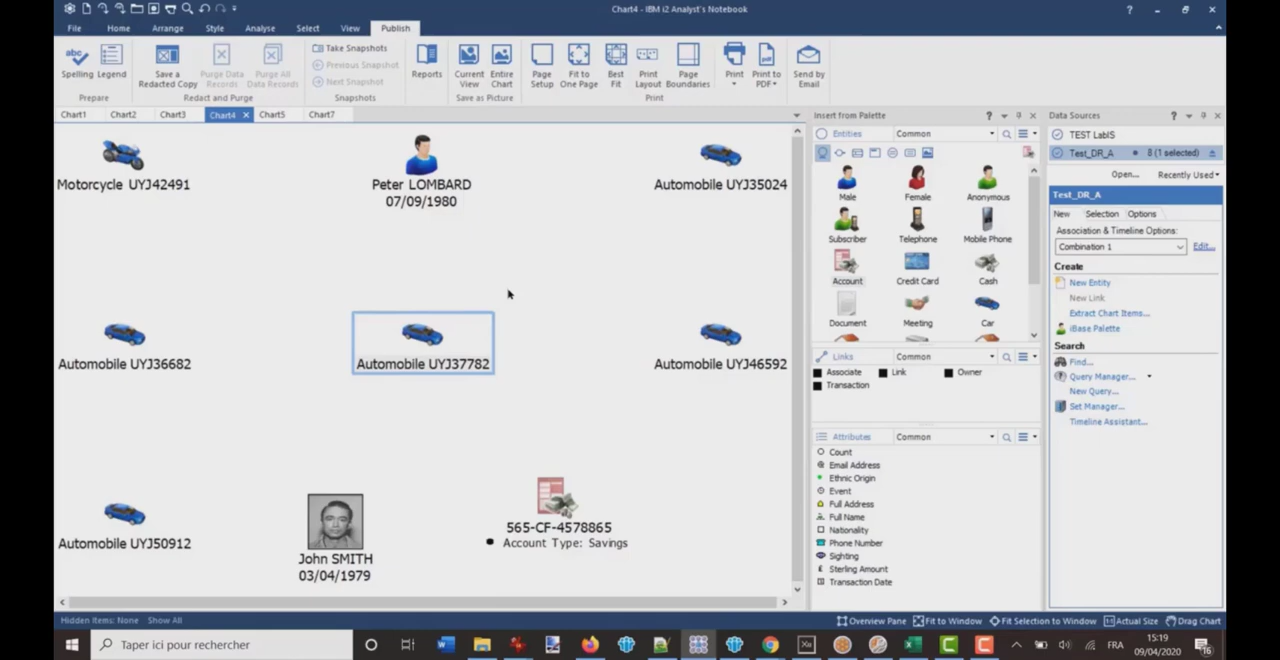 Chart4 - IBM i2 Analyst's Notebook
File Home Arrange Style Analyse Select View Publish
Spelling Legend Save a Redacted Copy Purge Data Records Purge All Data Records Take Snapshots Previous Snapshot Next Snapshot Reports Current View Entire Chart Page Setup Fit to One Page Best Fit Print Layout Page Boundaries Print Print to PDF Send by Email
Prepare Redact and Purge Snapshots Save as Picture Print
Chart1 Chart2 Chart3 Chart4 Chart5 Chart7
Motorcycle UYJ42491
Peter LOMBARD
07/09/1980
Automobile UYJ35024
Automobile UYJ36682
Automobile UYJ37782
Automobile UYJ46592
Automobile UYJ50912
John SMITH
03/04/1979
565-CF-4578865
Account Type: Savings
Insert from Palette
Entities Common
Male Female Anonymous
Subscriber Telephone Mobile Phone
Account Credit Card Cash
Document Meeting Car
Links Common
Associate Link Owner
Transaction
Attributes Common
Count
Email Address
Ethnic Origin
Event
Full Address
Full Name
Nationality
Phone Number
Sighting
Sterling Amount
Transaction Date
Data Sources
TEST LabIS
Test_DR_A 8 (1 selected)
Open... Recently Used
Test_DR_A
New Selection Options
Association & Timeline Options:
Combination 1 Edit...
Create
New Entity
New Link
Extract Chart Items...
iBase Palette
Search
Find...
Query Manager...
New Query...
Set Manager...
Timeline Assistant...
Hidden Items: None Show All
Overview Pane Fit to Window Fit Selection to Window Actual Size Drag Chart
Taper ici pour rechercher
FRA
15:19
09/04/2020
16